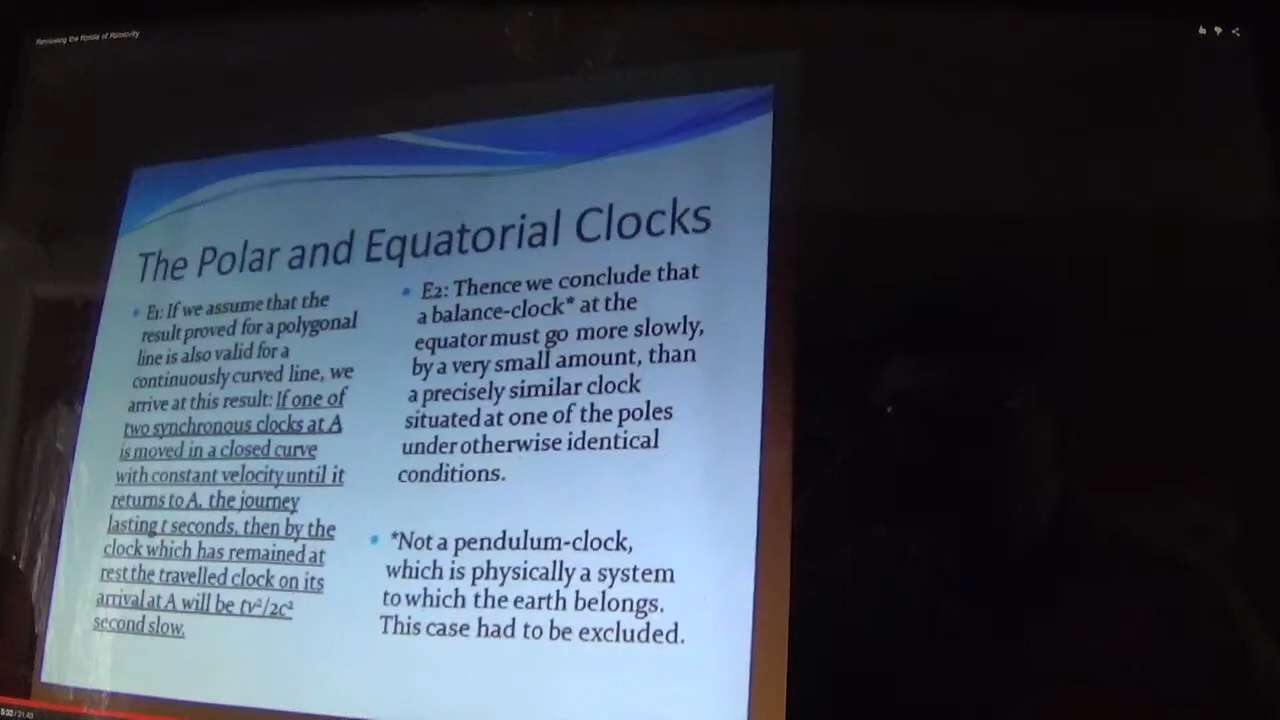 Reviewing the Postle of Relativity
The Polar and Equatorial Clocks
E1: If we assume that the
result proved for a polygonal
line is also valid for a
continuously curved line, we
arrive at this result: If one of
two synchronous clocks at A
is moved in a closed curve
with constant velocity until it
returns to A, the journey
lasting t seconds, then by the
clock which has remained at
rest the travelled clock on its
arrival at A will be tv²/2c²
second slow.
E2: Thence we conclude that
a balance-clock* at the
equator must go more slowly,
by a very small amount, than
a precisely similar clock
situated at one of the poles
under otherwise identical
conditions.
*Not a pendulum-clock,
which is physically a system
to which the earth belongs.
This case had to be excluded.
5:32 / 21:43